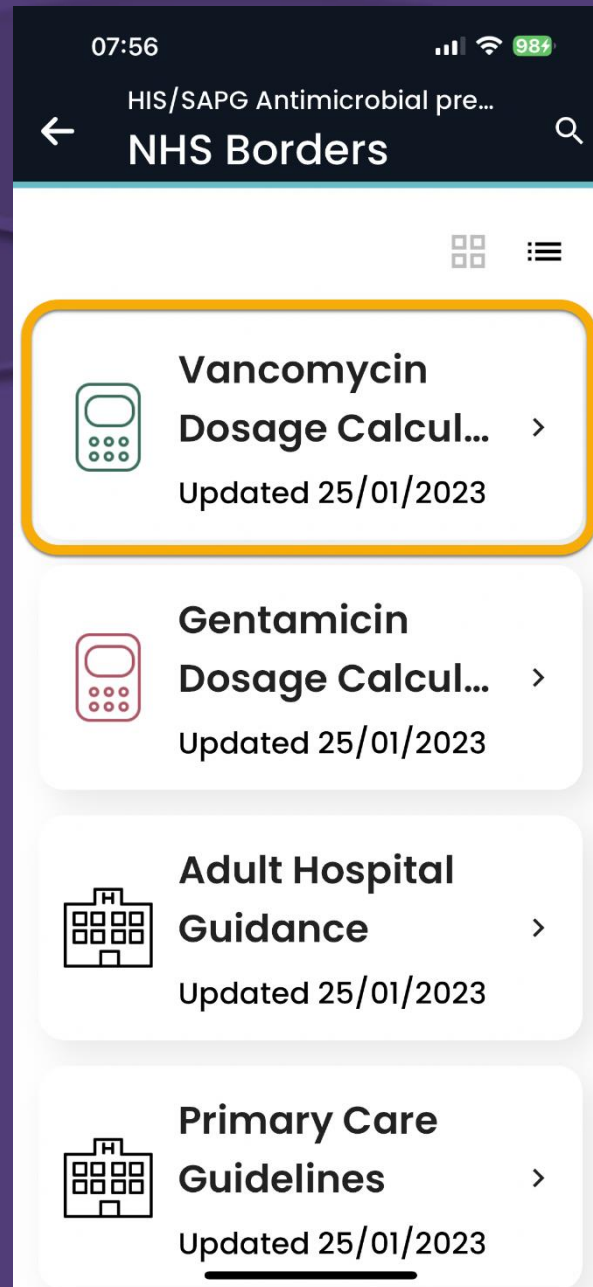 07:56
98
HIS/SAPG Antimicrobial pre...
NHS Borders
Vancomycin
Dosage Calcul...
Updated 25/01/2023
Gentamicin
Dosage Calcul...
Updated 25/01/2023
H
Adult Hospital
Guidance
Updated 25/01/2023
H
Primary Care
Guidelines
Updated 25/01/2023